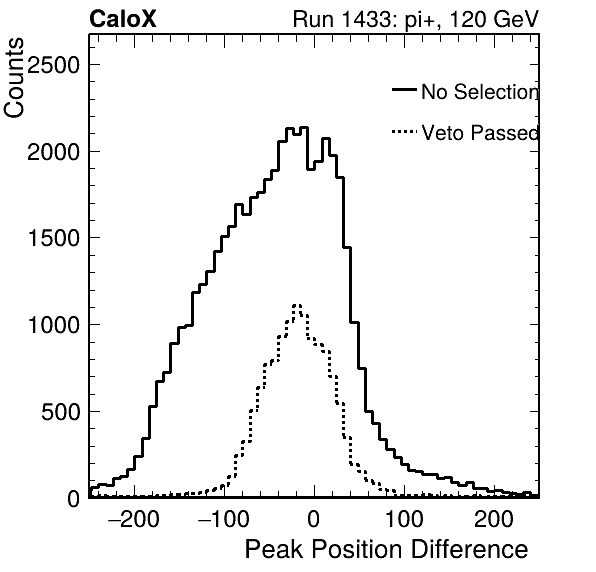 CaloX Run 1433: pi+, 120 GeV
Counts
2500
2000
1500
1000
500
0
No Selection
Veto Passed
−200 −100 0 100 200
Peak Position Difference